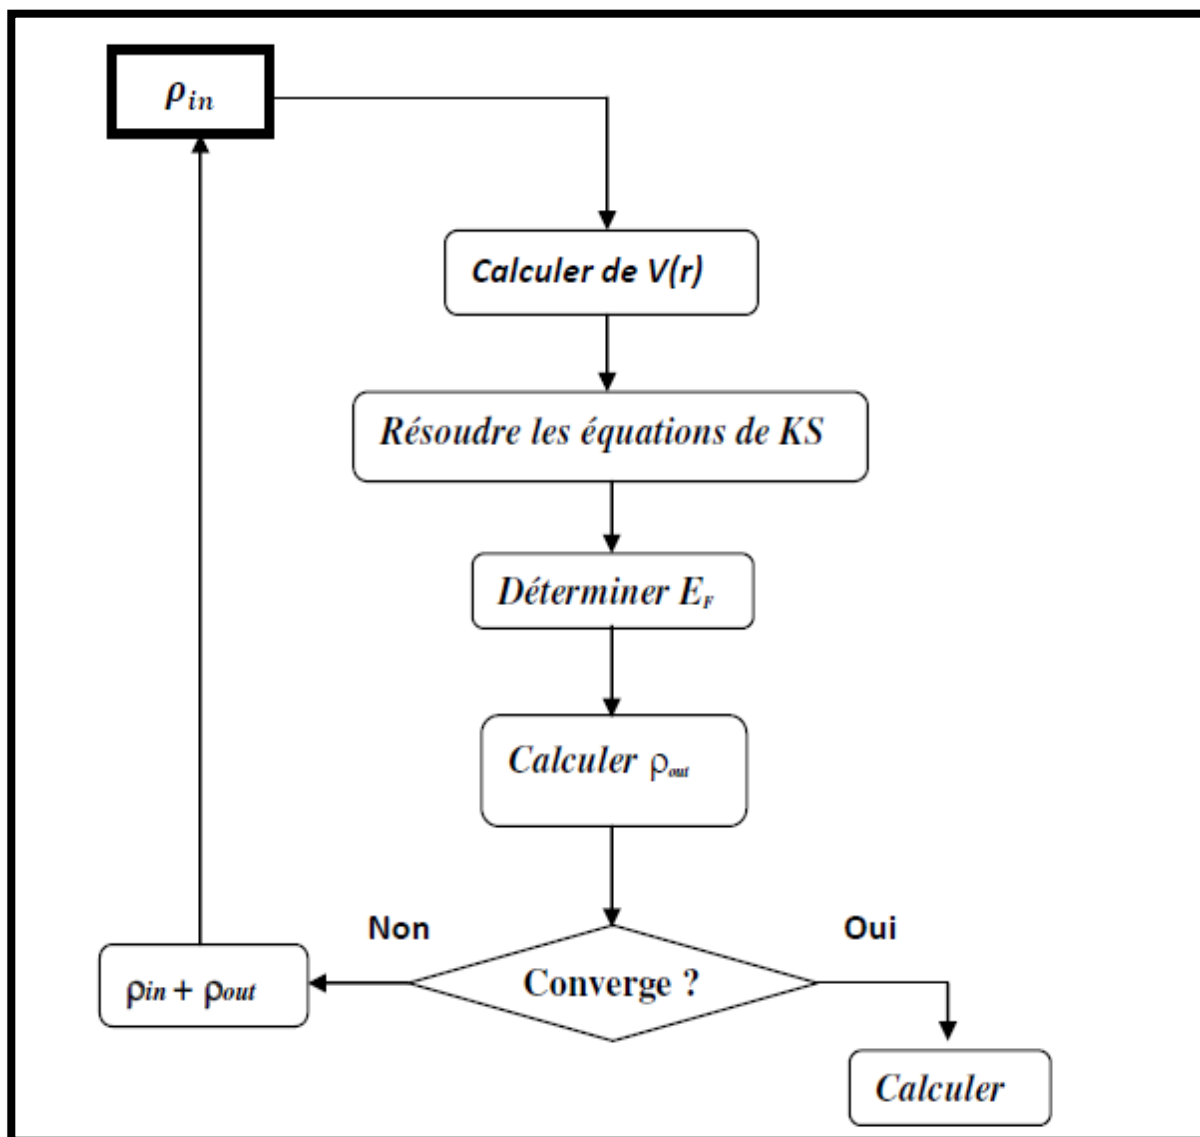 ρin
Calculer de V(r)
Résoudre les équations de KS
Déterminer EF
Calculer ρout
Non
Oui
Converge ?
ρin + ρout
Calculer